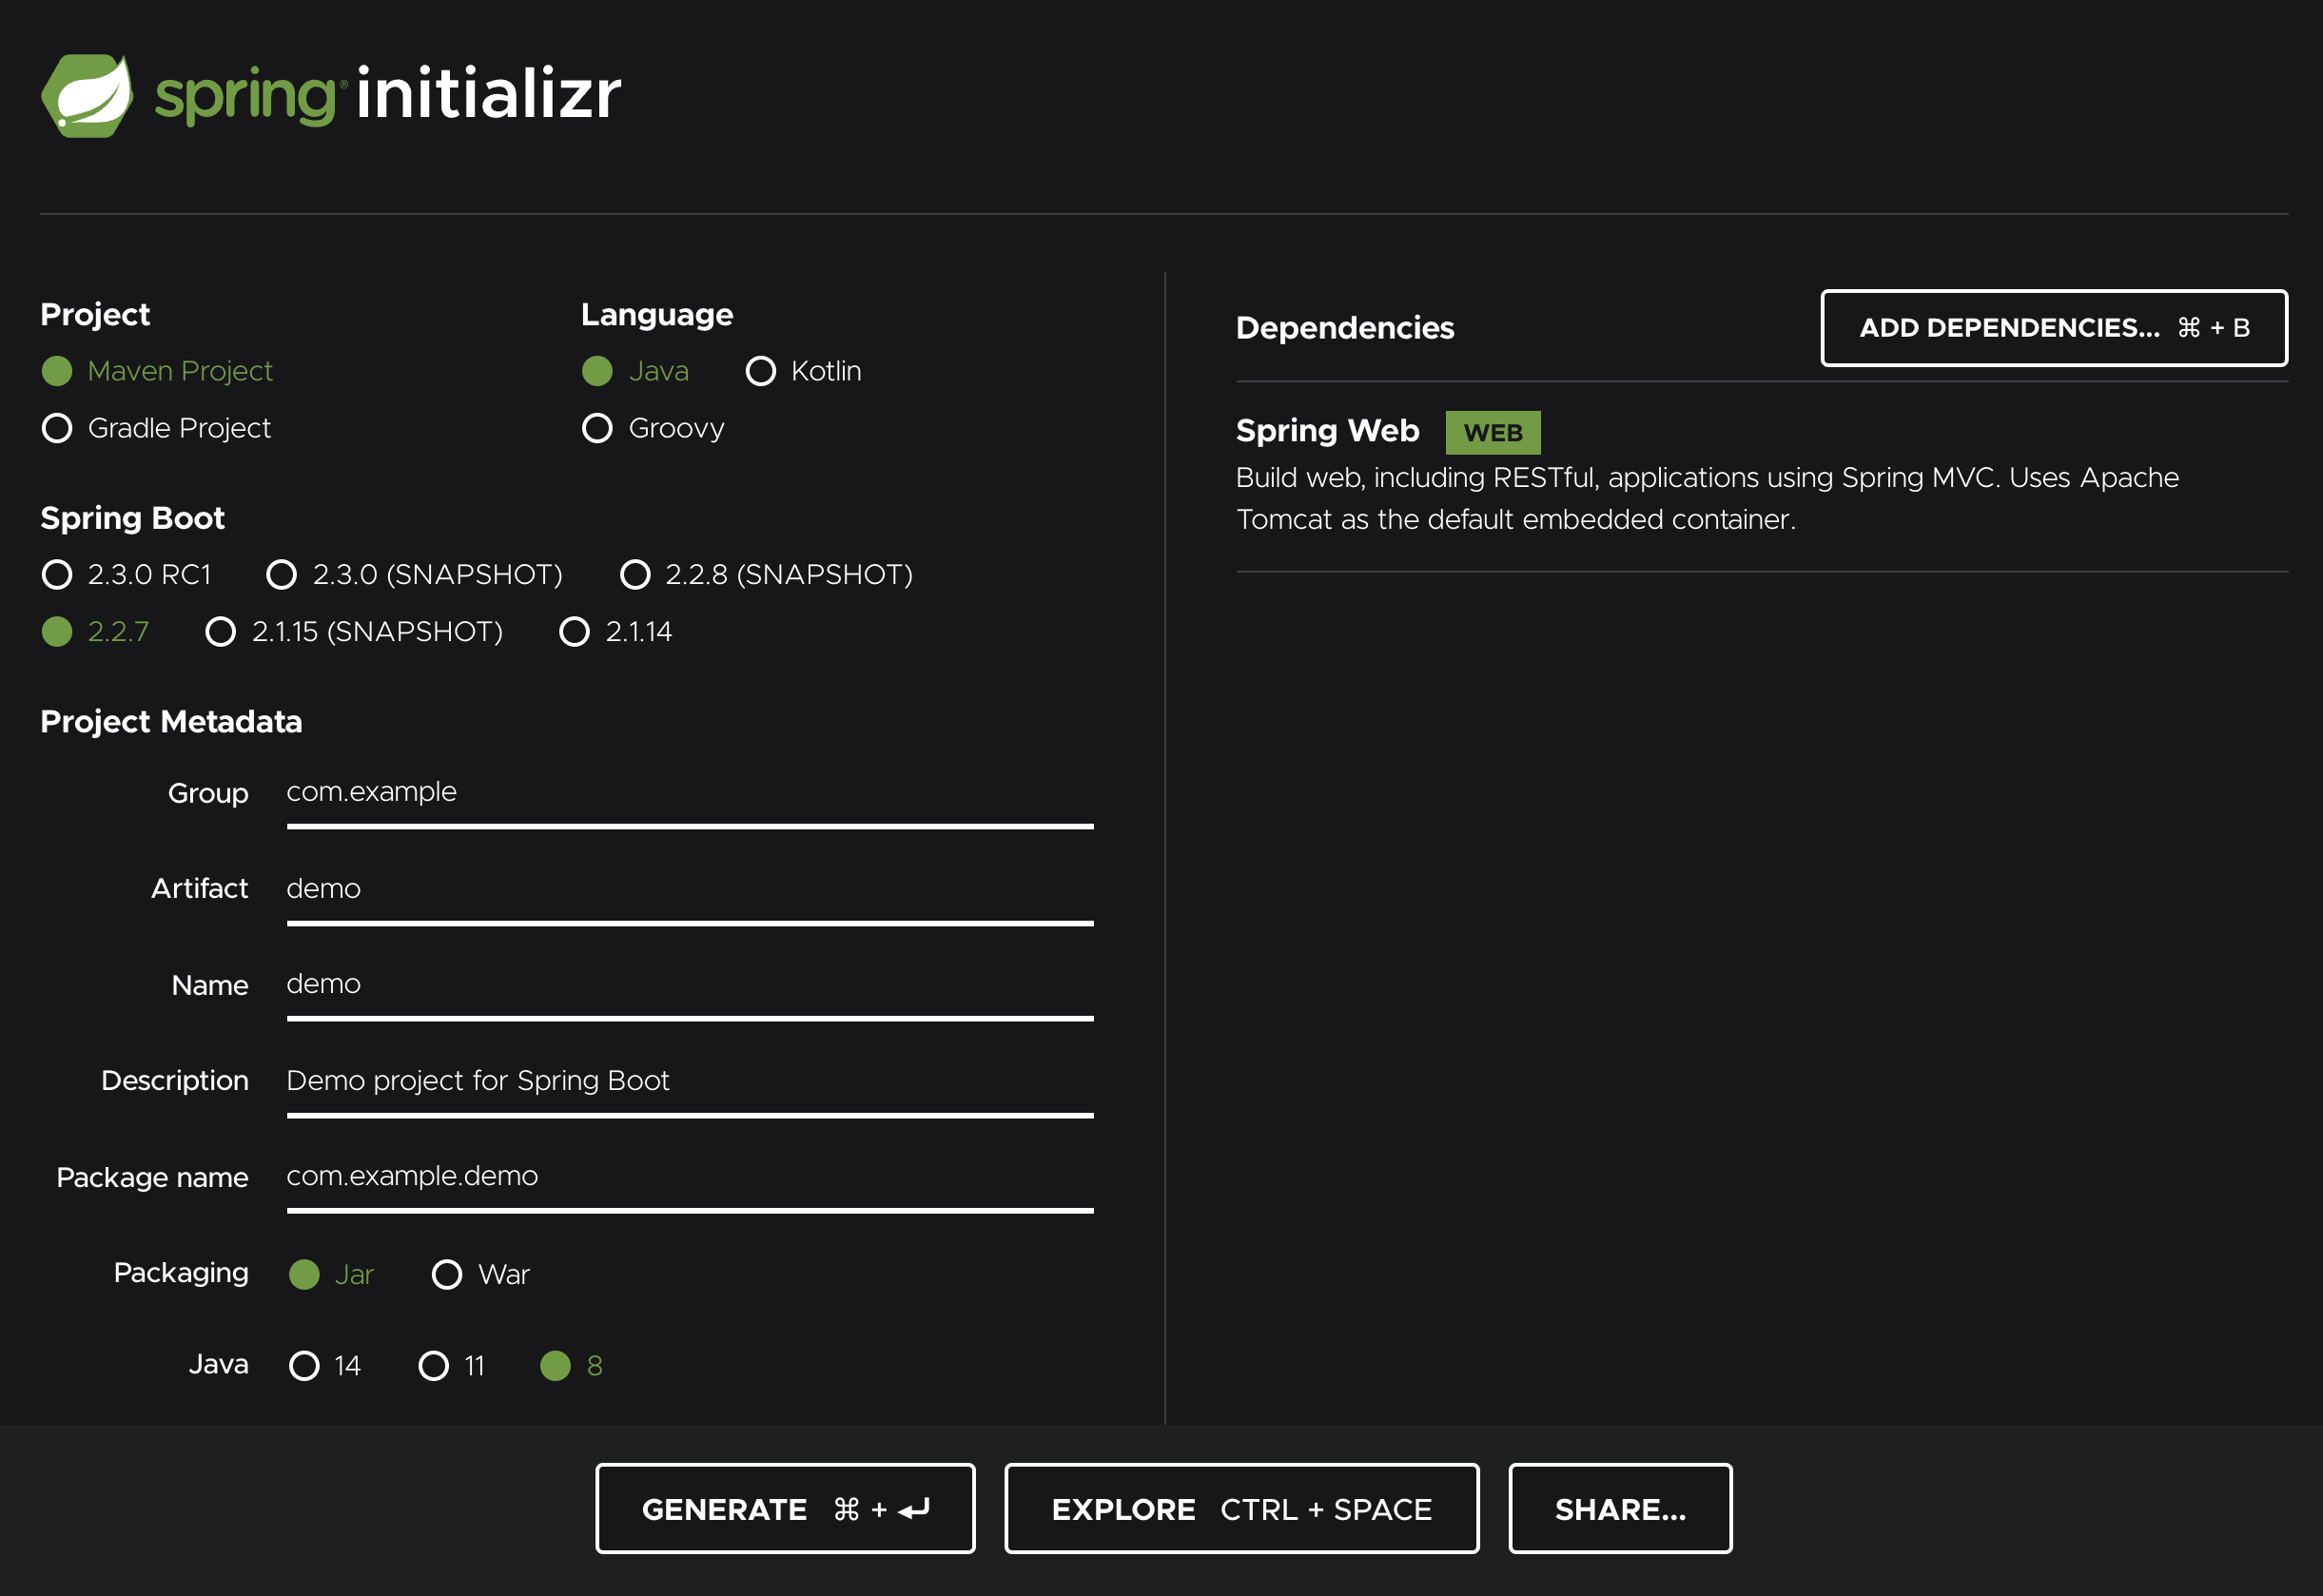 spring® initializr
Project
Maven Project
Gradle Project
Language
Java Kotlin
Groovy
Spring Boot
2.3.0 RC1 2.3.0 (SNAPSHOT) 2.2.8 (SNAPSHOT)
2.2.7 2.1.15 (SNAPSHOT) 2.1.14
Project Metadata
Group com.example
Artifact demo
Name demo
Description Demo project for Spring Boot
Package name com.example.demo
Packaging Jar War
Java 14 11 8
Dependencies ADD DEPENDENCIES... ⌘ + B
Spring Web WEB
Build web, including RESTful, applications using Spring MVC. Uses Apache
Tomcat as the default embedded container.
GENERATE ⌘ + ↵ EXPLORE CTRL + SPACE SHARE...